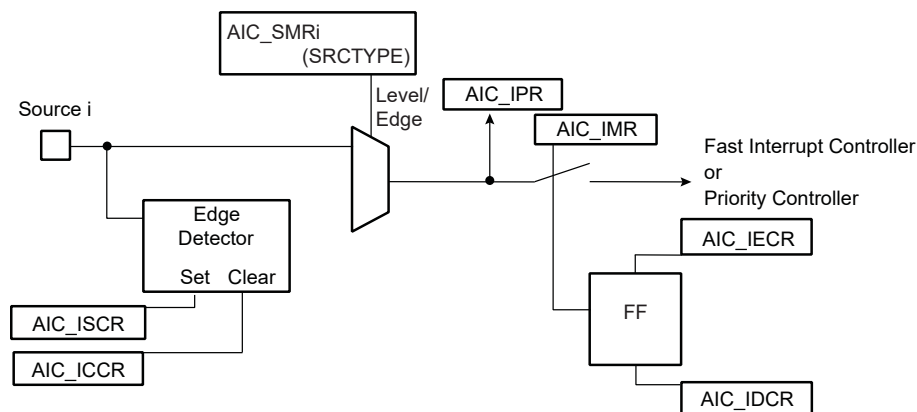 AIC_SMRi
(SRCTYPE)
Source i
Level/
Edge
AIC_IPR
AIC_IMR
Fast Interrupt Controller
or
Priority Controller
Edge
Detector
Set Clear
AIC_IECR
FF
AIC_ISCR
AIC_ICCR
AIC_IDCR